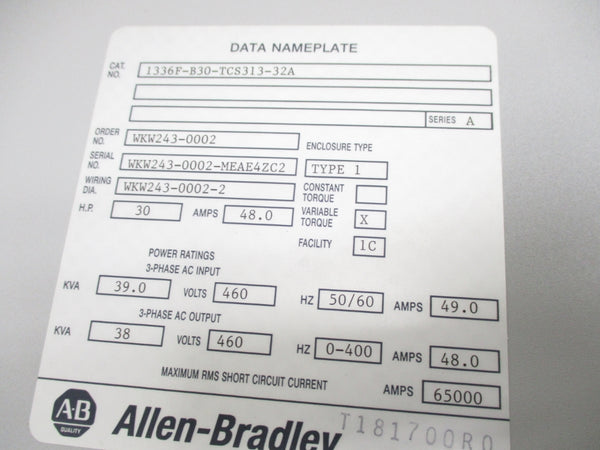 DATA NAMEPLATE
CAT. NO. 1336F-B30-TCS313-32A
SERIES A
ORDER NO. WKW243-0002 ENCLOSURE TYPE
SERIAL NO. WKW243-0002-MEAE4ZC2 TYPE 1
WIRING DIA. WKW243-0002-2 CONSTANT TORQUE
H.P. 30 AMPS 48.0 VARIABLE TORQUE X
FACILITY 1C
POWER RATINGS
3-PHASE AC INPUT
KVA 39.0 VOLTS 460 HZ 50/60 AMPS 49.0
3-PHASE AC OUTPUT
KVA 38 VOLTS 460 HZ 0-400 AMPS 48.0
MAXIMUM RMS SHORT CIRCUIT CURRENT AMPS 65000
A-B QUALITY Allen-Bradley T181700R0